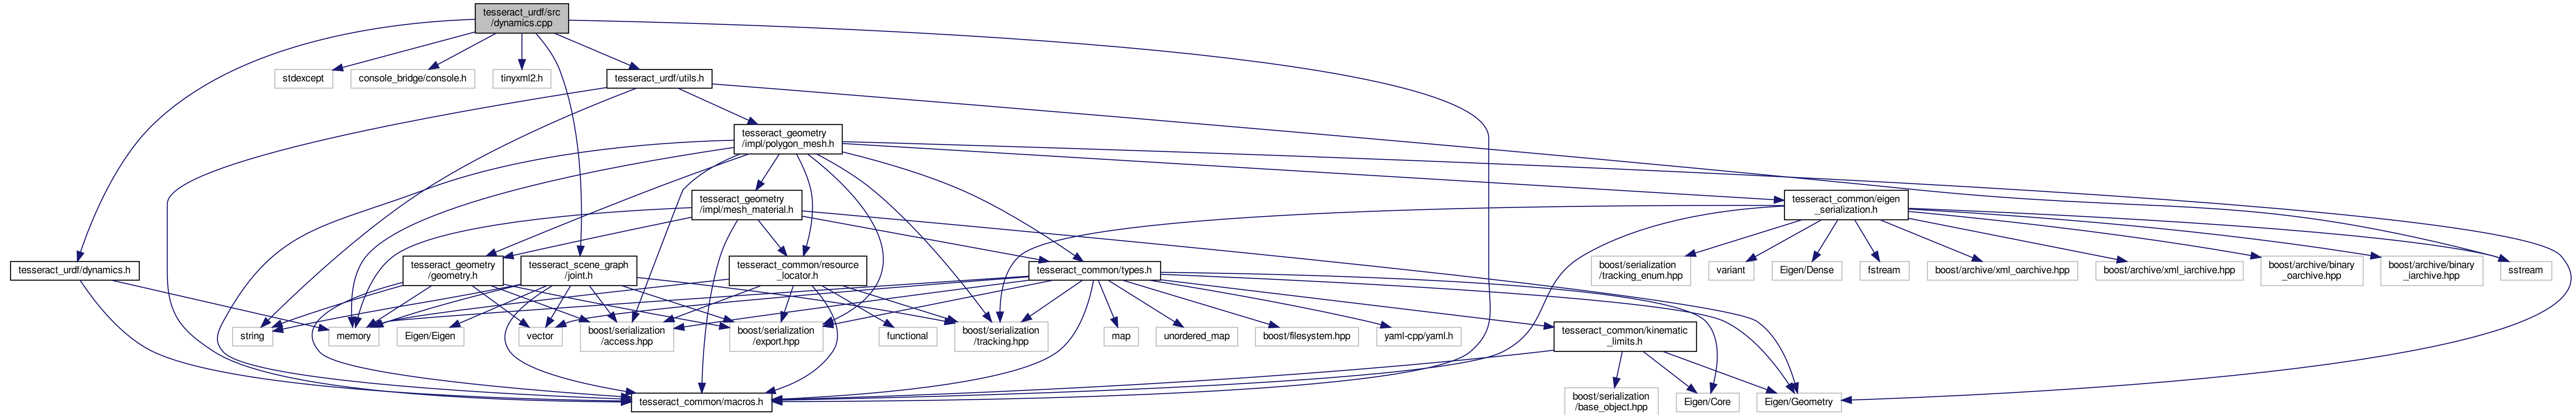 tesseract_urdf/src
/dynamics.cpp
stdexcept
console_bridge/console.h
tinyxml2.h
tesseract_urdf/utils.h
tesseract_geometry
/impl/polygon_mesh.h
tesseract_geometry
/impl/mesh_material.h
tesseract_common/eigen
_serialization.h
tesseract_urdf/dynamics.h
tesseract_geometry
/geometry.h
tesseract_scene_graph
/joint.h
tesseract_common/resource
_locator.h
tesseract_common/types.h
boost/serialization
/tracking_enum.hpp
variant
Eigen/Dense
fstream
boost/archive/xml_oarchive.hpp
boost/archive/xml_iarchive.hpp
boost/archive/binary
_oarchive.hpp
boost/archive/binary
_iarchive.hpp
sstream
string
memory
Eigen/Eigen
vector
boost/serialization
/access.hpp
boost/serialization
/export.hpp
functional
boost/serialization
/tracking.hpp
map
unordered_map
boost/filesystem.hpp
yaml-cpp/yaml.h
tesseract_common/kinematic
_limits.h
tesseract_common/macros.h
boost/serialization
/base_object.hpp
Eigen/Core
Eigen/Geometry